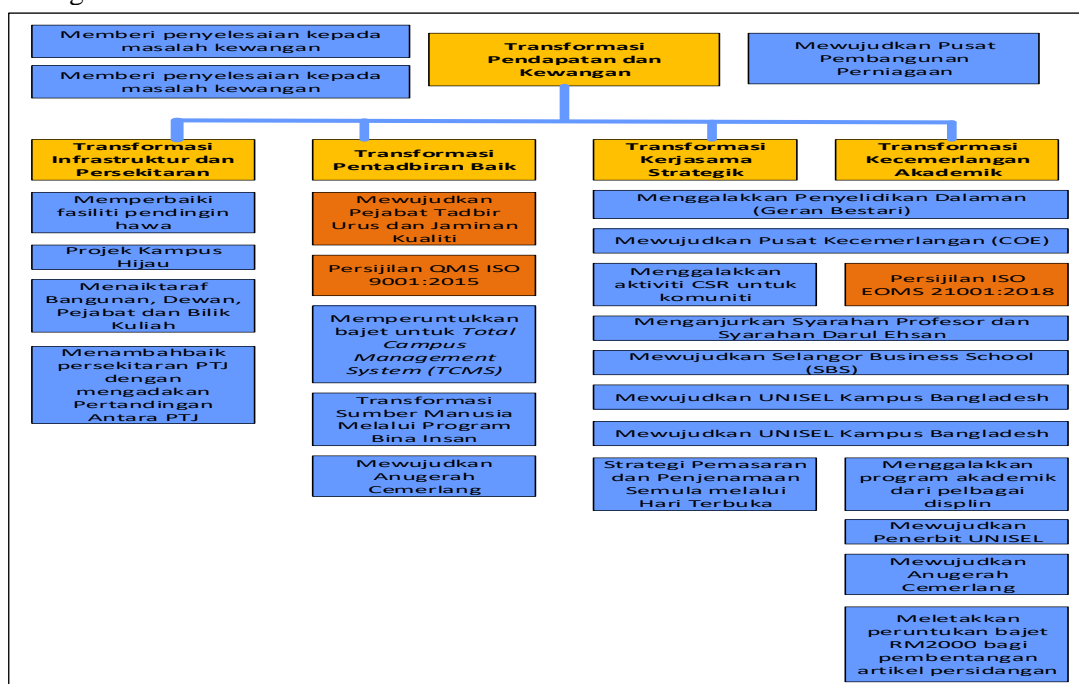 Memberi penyelesaian kepada
masalah kewangan
Memberi penyelesaian kepada
masalah kewangan
Transformasi
Pendapatan dan
Kewangan
Mewujudkan Pusat
Pembangunan
Perniagaan
Transformasi
Infrastruktur dan
Persekitaran
Memperbaiki
fasiliti pendingin
hawa
Projek Kampus
Hijau
Menaiktaraf
Bangunan, Dewan,
Pejabat dan Bilik
Kuliah
Menambahbaik
persekitaran PTJ
dengan
mengadakan
Pertandingan
Antara PTJ
Transformasi
Pentadbiran Baik
Mewujudkan
Pejabat Tadbir
Urus dan Jaminan
Kualiti
Persijilan QMS ISO
9001:2015
Memperuntukkan
bajet untuk Total
Campus
Management
System (TCMS)
Transformasi
Sumber Manusia
Melalui Program
Bina Insan
Mewujudkan
Anugerah
Cemerlang
Transformasi
Kerjasama
Strategik
Transformasi
Kecemerlangan
Akademik
Menggalakkan Penyelidikan Dalaman
(Geran Bestari)
Mewujudkan Pusat Kecemerlangan (COE)
Menggalakkan
aktiviti CSR untuk
komuniti
Persijilan ISO
EOMS 21001:2018
Menganjurkan Syarahan Profesor dan
Syarahan Darul Ehsan
Mewujudkan Selangor Business School
(SBS)
Mewujudkan UNISEL Kampus Bangladesh
Mewujudkan UNISEL Kampus Bangladesh
Strategi Pemasaran
dan Penjenamaan
Semula melalui
Hari Terbuka
Menggalakkan
program akademik
dari pelbagai
displin
Mewujudkan
Penerbit UNISEL
Mewujudkan
Anugerah
Cemerlang
Meletakkan
peruntukan bajet
RM2000 bagi
pembentangan
artikel persidangan